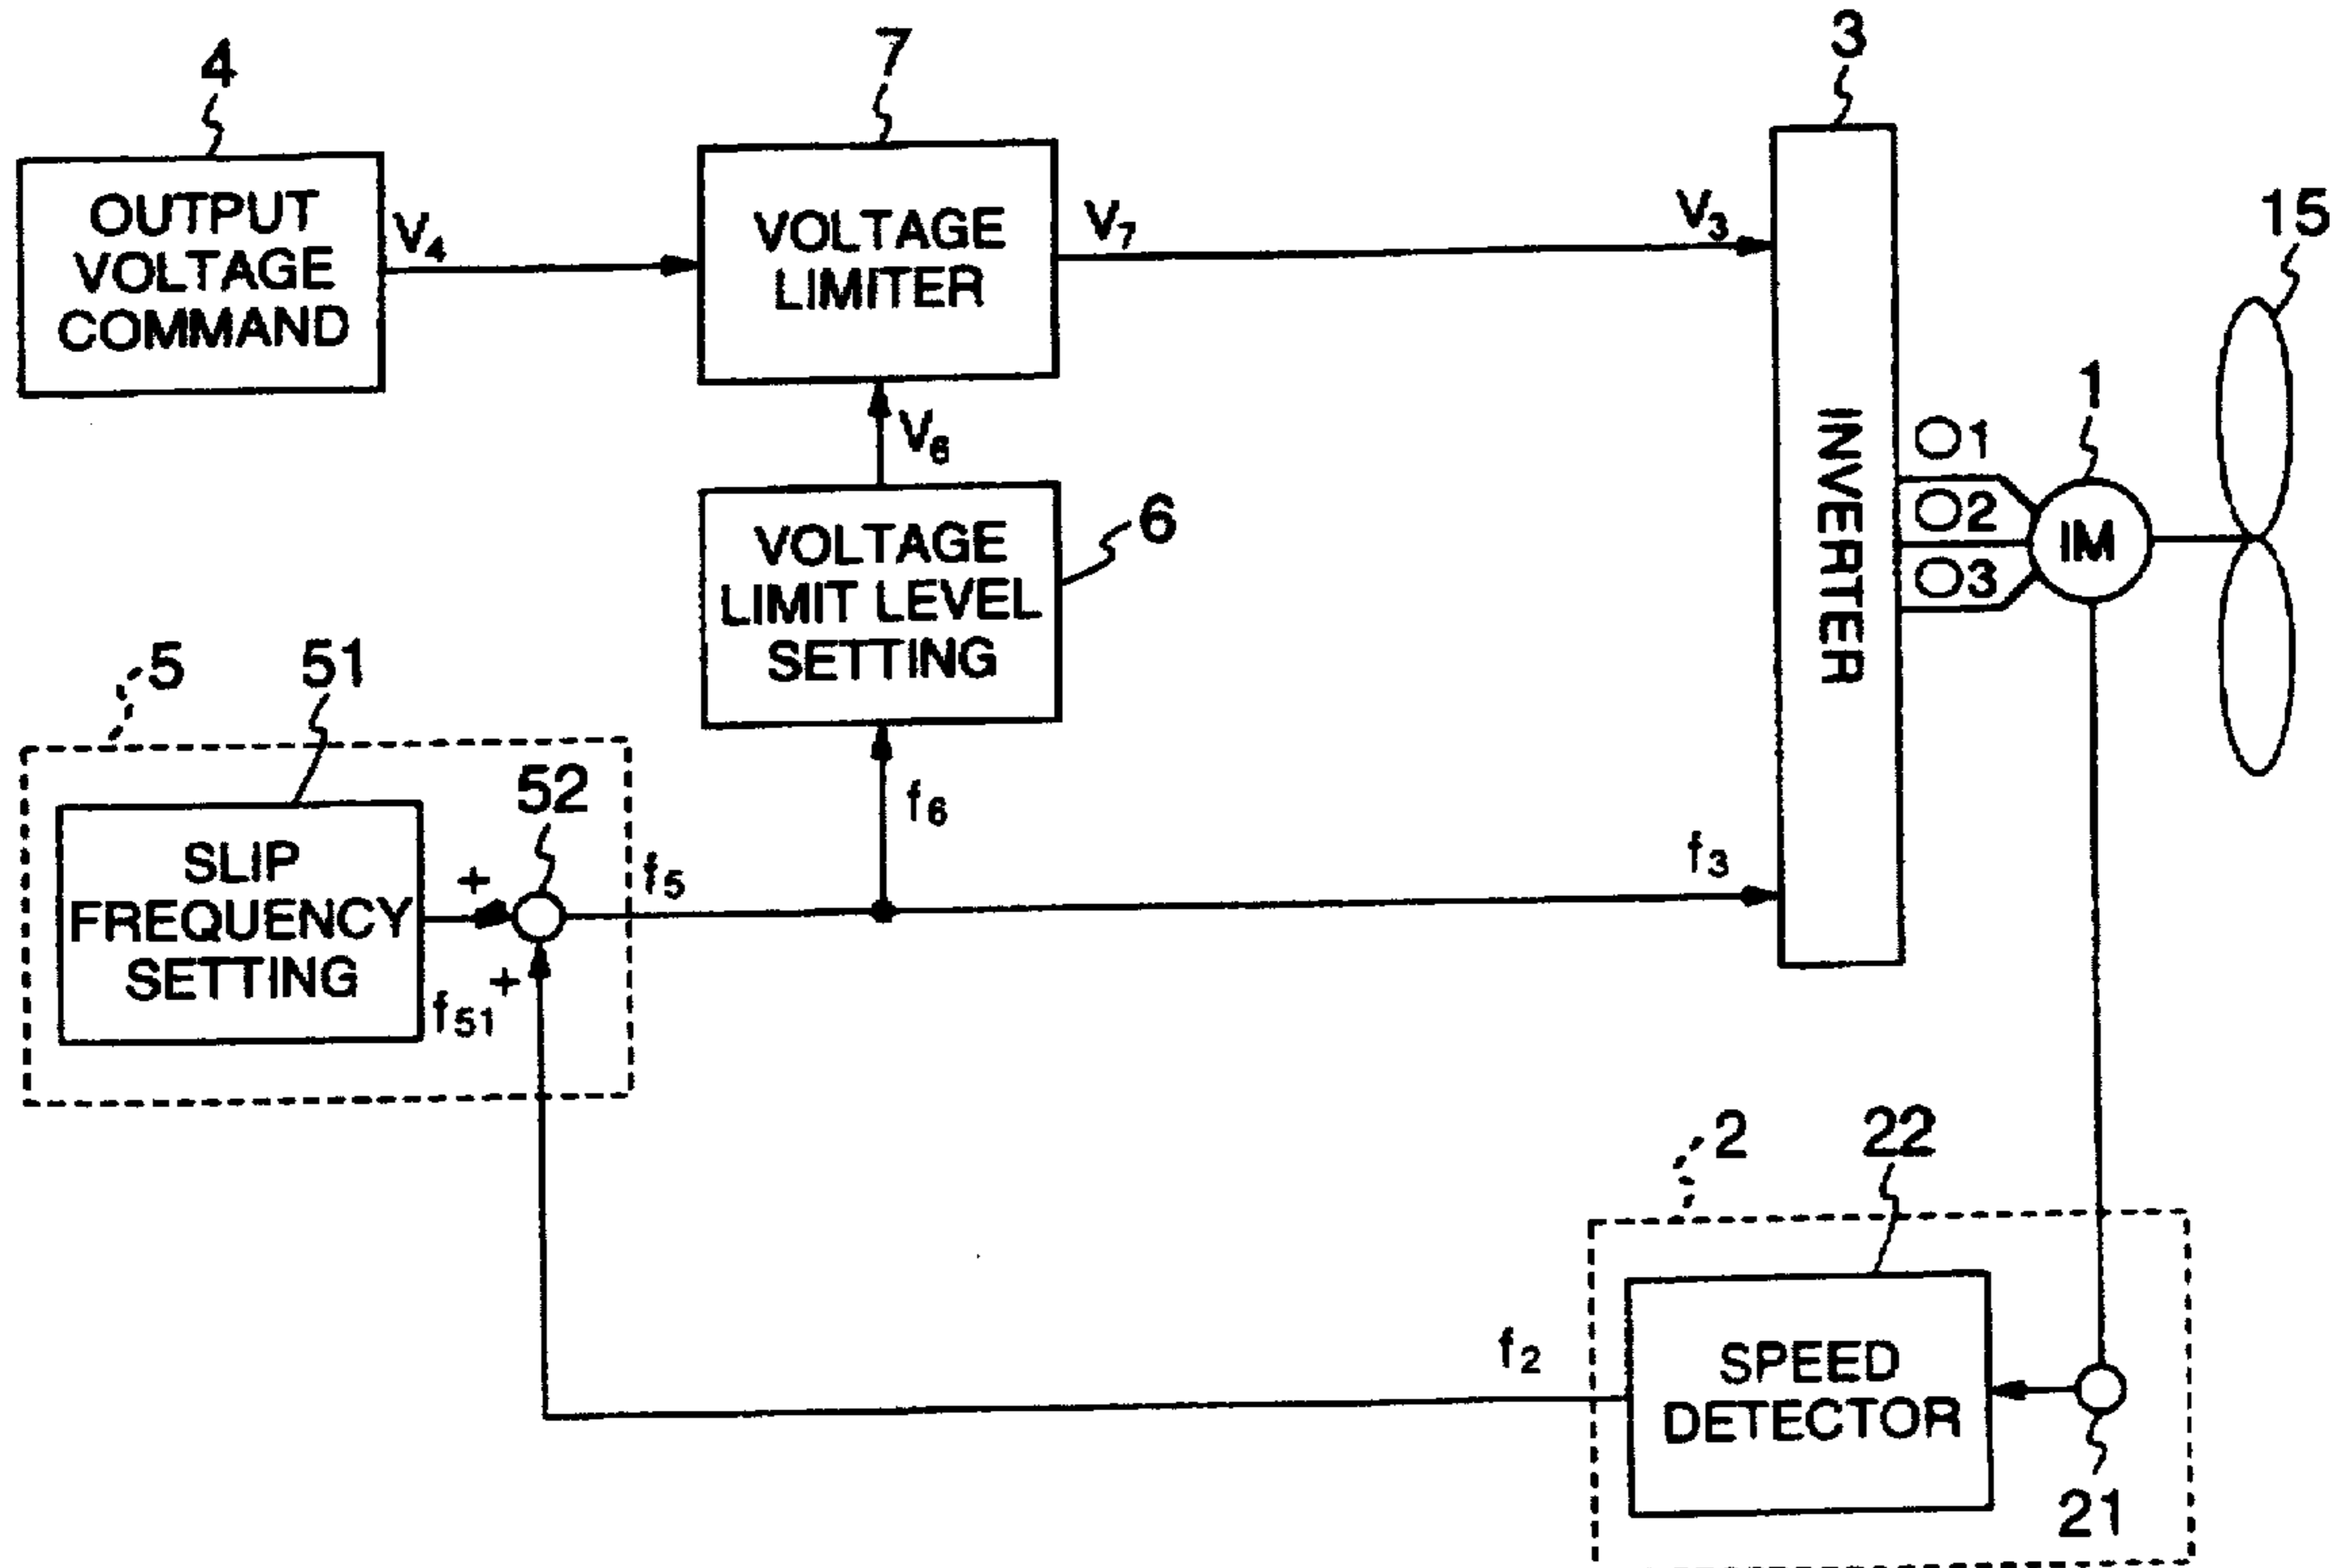 4
7
3
OUTPUT
VOLTAGE
COMMAND
V4
VOLTAGE
LIMITER
V7
V3
15
V6
1
INVERTER
O1
O2
O3
IM
VOLTAGE
LIMIT LEVEL
SETTING
6
5
51
52
SLIP
FREQUENCY
SETTING
+
+
f51
f5
f6
f3
2
22
f2
SPEED
DETECTOR
21